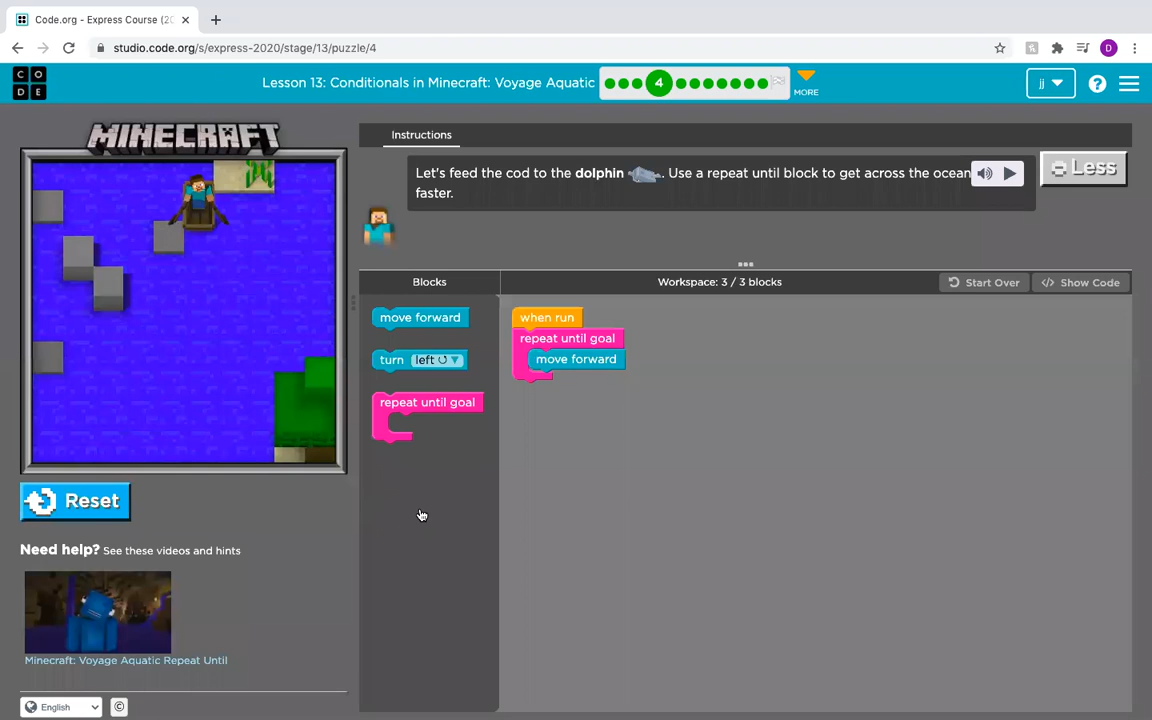 Code.org - Express Course (20
studio.code.org/s/express-2020/stage/13/puzzle/4
D
CO
DE
Lesson 13: Conditionals in Minecraft: Voyage Aquatic
4
MORE
jj
?
MINECRAFT
Instructions
Let's feed the cod to the dolphin . Use a repeat until block to get across the ocean
faster.
Less
Blocks
Workspace: 3 / 3 blocks
Start Over
</> Show Code
move forward
turn left
repeat until goal
when run
repeat until goal
move forward
Reset
Need help? See these videos and hints
Minecraft: Voyage Aquatic Repeat Until
English
©